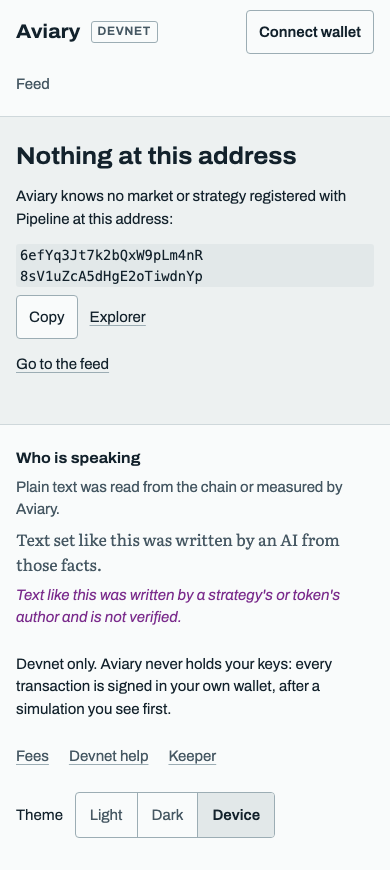 Aviary DEVNET Connect wallet
Feed
Nothing at this address
Aviary knows no market or strategy registered with
Pipeline at this address:
6efYq3Jt7k2bQxW9pLm4nR
8sV1uZcA5dHgE2oTiwdnYp
Copy Explorer
Go to the feed
Who is speaking
Plain text was read from the chain or measured by
Aviary.
Text set like this was written by an AI from
those facts.
Text like this was written by a strategy's or token's
author and is not verified.
Devnet only. Aviary never holds your keys: every
transaction is signed in your own wallet, after a
simulation you see first.
Fees Devnet help Keeper
Theme Light Dark Device